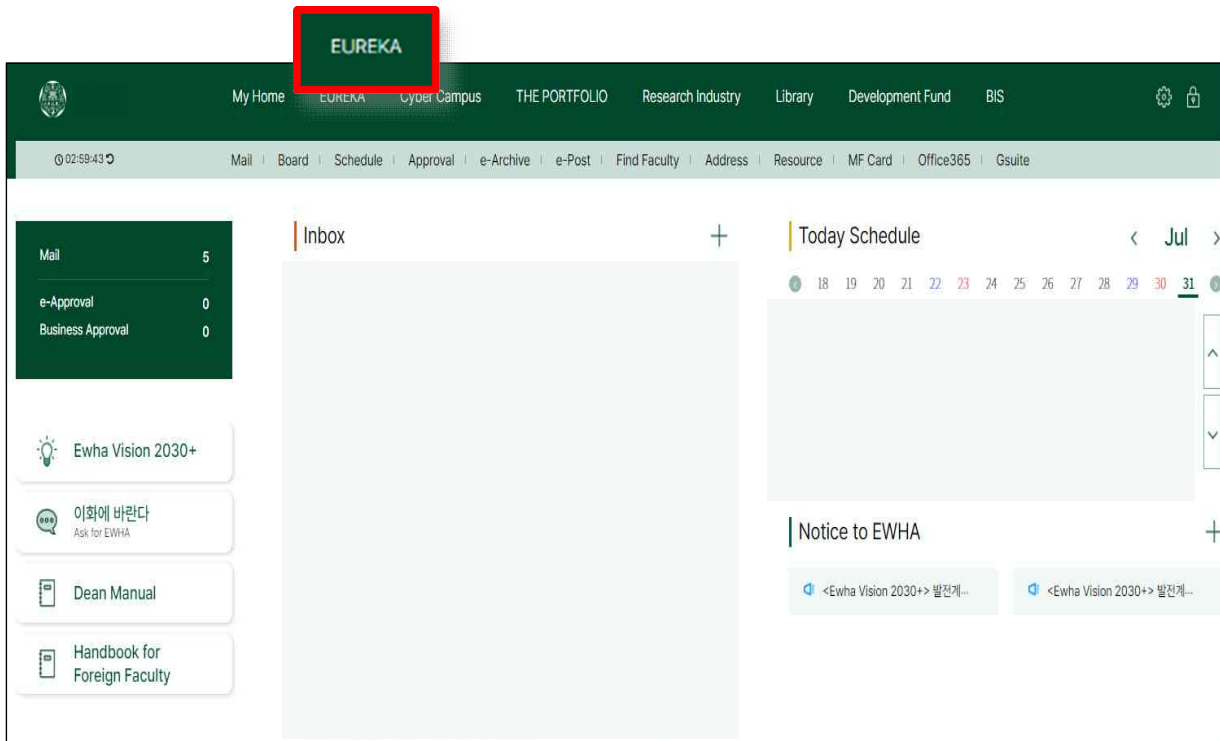 EUREKA
My Home EUREKA Cyber Campus THE PORTFOLIO Research Industry Library Development Fund BIS
02:59:43 Mail Board Schedule Approval e-Archive e-Post Find Faculty Address Resource MF Card Office365 Gsuite
Mail 5
e-Approval 0
Business Approval 0
Ewha Vision 2030+
이화에 바란다
Ask for EWHA
Dean Manual
Handbook for
Foreign Faculty
Inbox +
Today Schedule < Jul >
18 19 20 21 22 23 24 25 26 27 28 29 30 31
Notice to EWHA +
<Ewha Vision 2030+> 발전계... <Ewha Vision 2030+> 발전계...